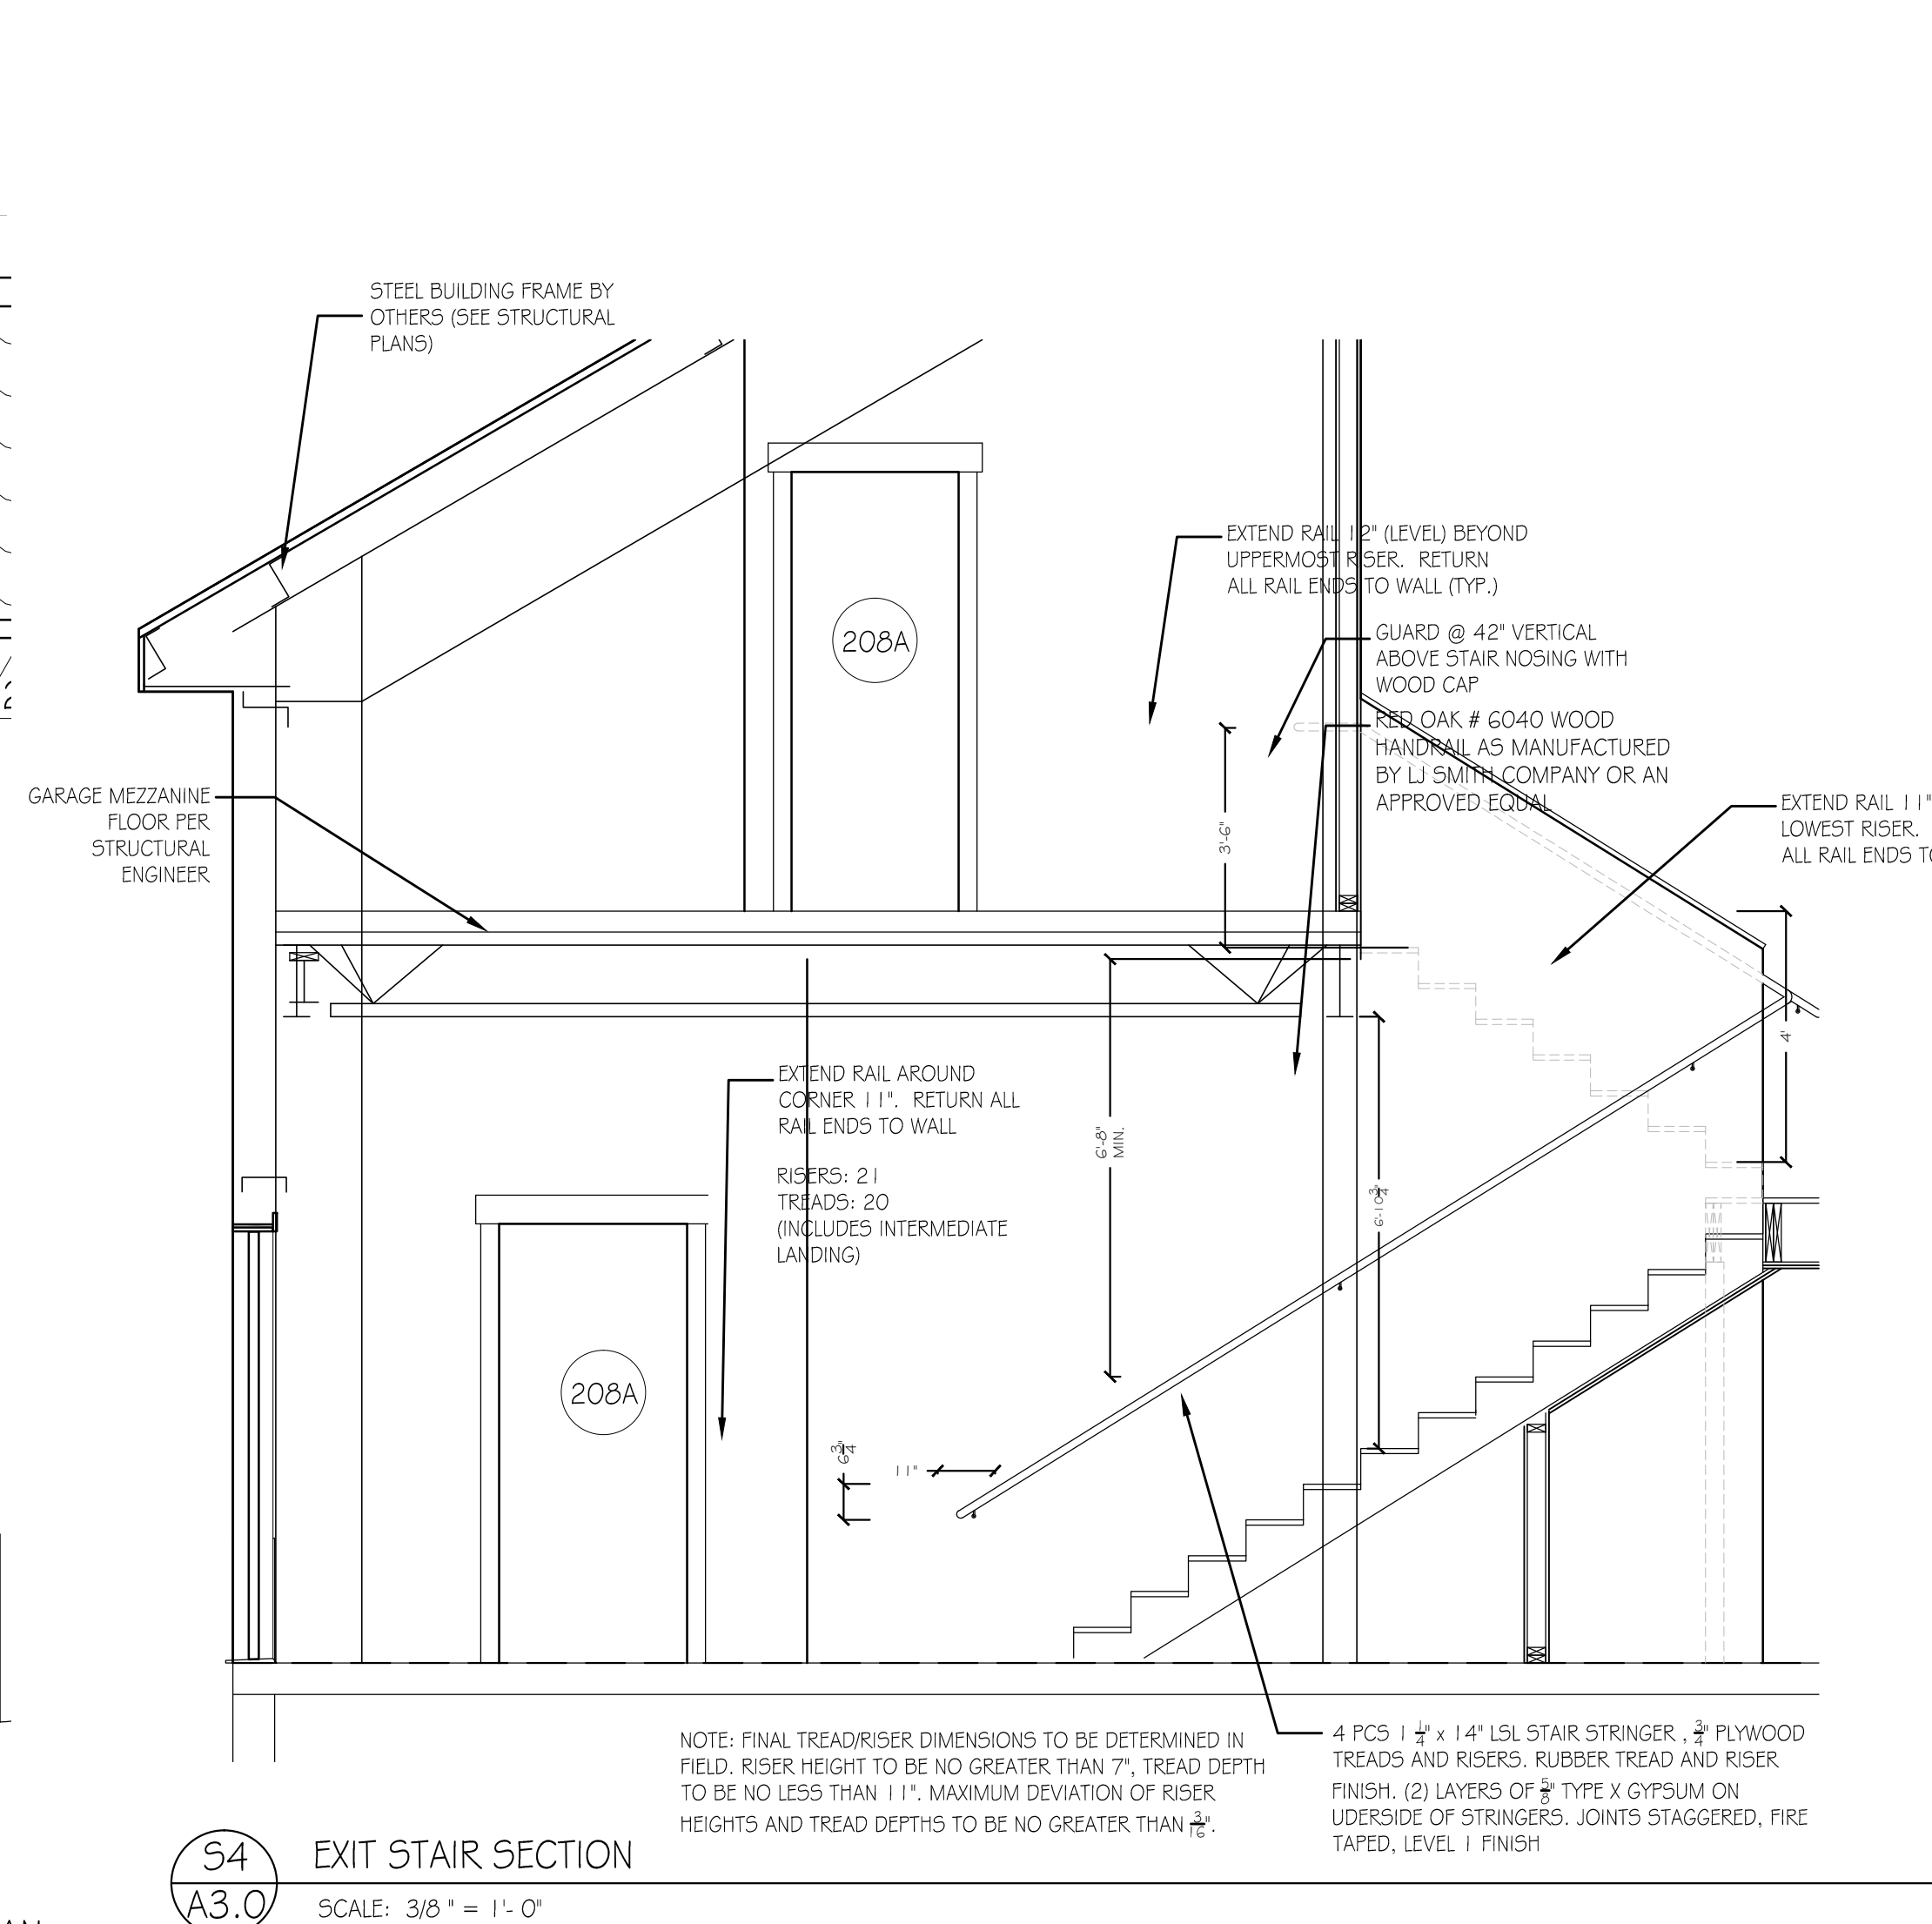 STEEL BUILDING FRAME BY
OTHERS (SEE STRUCTURAL
PLANS)
EXTEND RAIL 12" (LEVEL) BEYOND
UPPERMOST RISER. RETURN
ALL RAIL ENDS TO WALL (TYP.)
208A
GUARD @ 42" VERTICAL
ABOVE STAIR NOSING WITH
WOOD CAP
RED OAK # 6040 WOOD
HANDRAIL AS MANUFACTURED
BY LJ SMITH COMPANY OR AN
APPROVED EQUAL
GARAGE MEZZANINE
FLOOR PER
STRUCTURAL
ENGINEER
EXTEND RAIL 11"
LOWEST RISER.
ALL RAIL ENDS TO
3'-6"
4'
EXTEND RAIL AROUND
CORNER 11". RETURN ALL
RAIL ENDS TO WALL
6'-8"
MIN.
6'-10 3/4"
RISERS: 21
TREADS: 20
(INCLUDES INTERMEDIATE
LANDING)
208A
6 3/4"
11"
NOTE: FINAL TREAD/RISER DIMENSIONS TO BE DETERMINED IN
FIELD. RISER HEIGHT TO BE NO GREATER THAN 7", TREAD DEPTH
TO BE NO LESS THAN 11". MAXIMUM DEVIATION OF RISER
HEIGHTS AND TREAD DEPTHS TO BE NO GREATER THAN 3/16".
4 PCS 1 1/4" x 14" LSL STAIR STRINGER , 3/4" PLYWOOD
TREADS AND RISERS. RUBBER TREAD AND RISER
FINISH. (2) LAYERS OF 5/8" TYPE X GYPSUM ON
UDERSIDE OF STRINGERS. JOINTS STAGGERED, FIRE
TAPED, LEVEL 1 FINISH
S4
A3.0
EXIT STAIR SECTION
SCALE: 3/8 " = 1'- 0"